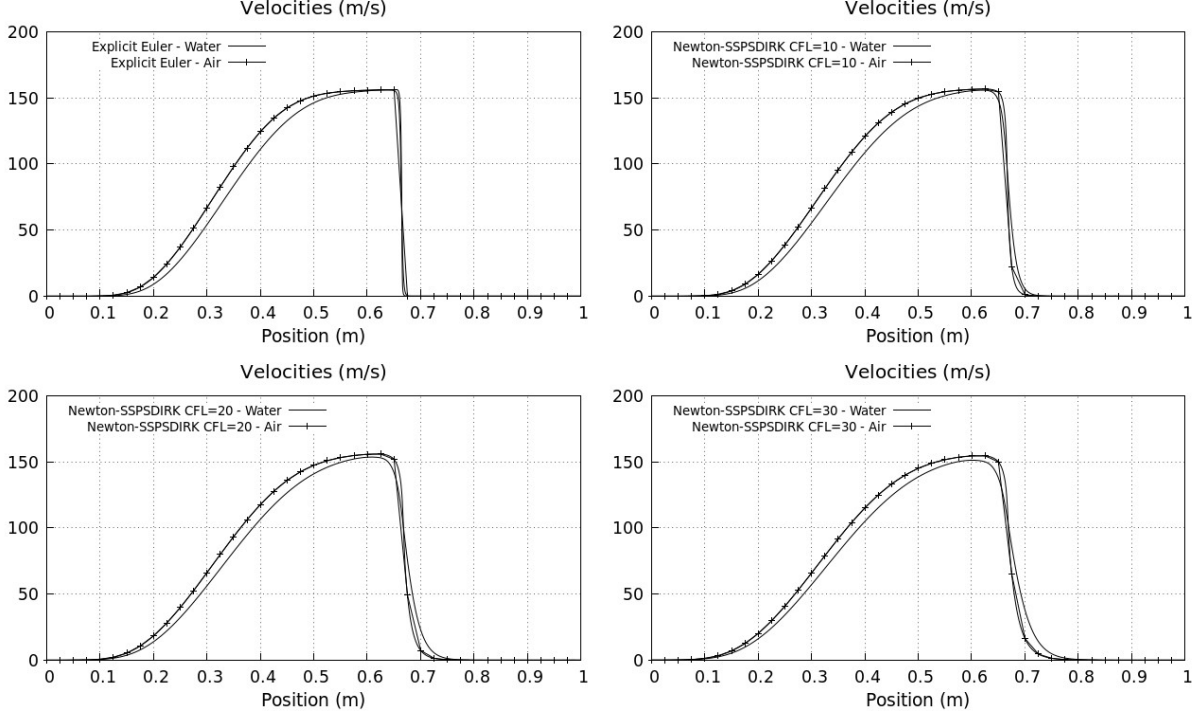 Velocities (m/s)
Explicit Euler - Water
Explicit Euler - Air
200
150
100
50
0
0 0.1 0.2 0.3 0.4 0.5 0.6 0.7 0.8 0.9 1
Position (m)
Velocities (m/s)
Newton-SSPSDIRK CFL=10 - Water
Newton-SSPSDIRK CFL=10 - Air
200
150
100
50
0
0 0.1 0.2 0.3 0.4 0.5 0.6 0.7 0.8 0.9 1
Position (m)
Velocities (m/s)
Newton-SSPSDIRK CFL=20 - Water
Newton-SSPSDIRK CFL=20 - Air
200
150
100
50
0
0 0.1 0.2 0.3 0.4 0.5 0.6 0.7 0.8 0.9 1
Position (m)
Velocities (m/s)
Newton-SSPSDIRK CFL=30 - Water
Newton-SSPSDIRK CFL=30 - Air
200
150
100
50
0
0 0.1 0.2 0.3 0.4 0.5 0.6 0.7 0.8 0.9 1
Position (m)